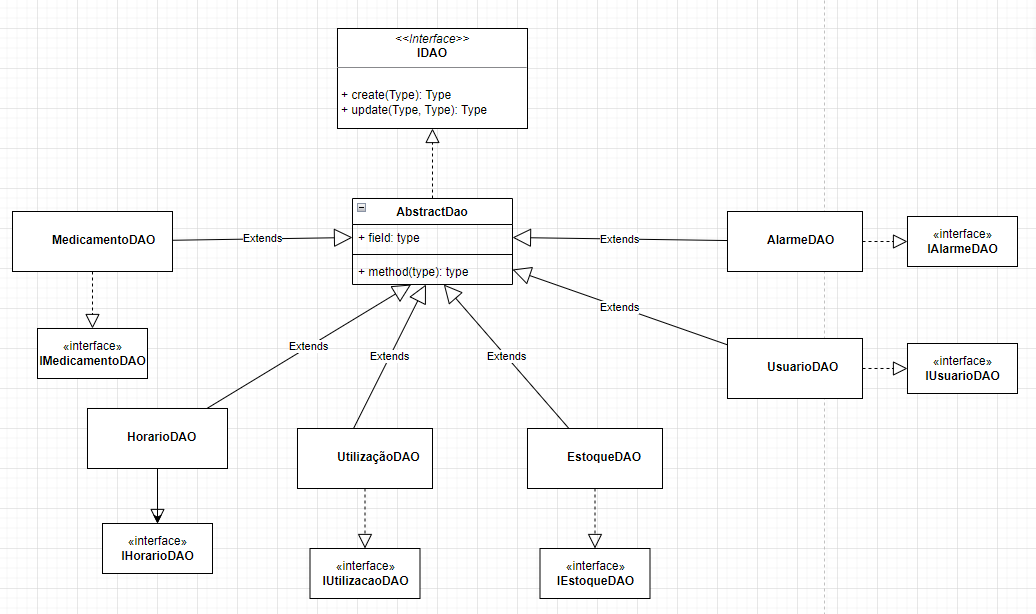 <<Interface>>
IDAO
+ create(Type): Type
+ update(Type, Type): Type
AbstractDao
+ field: type
+ method(type): type
MedicamentoDAO
Extends
Extends
AlarmeDAO
«interface»
IAlarmeDAO
Extends
«interface»
IMedicamentoDAO
Extends
Extends
Extends
UsuarioDAO
«interface»
IUsuarioDAO
HorarioDAO
UtilizaçãoDAO
EstoqueDAO
«interface»
IHorarioDAO
«interface»
IUtilizacaoDAO
«interface»
IEstoqueDAO